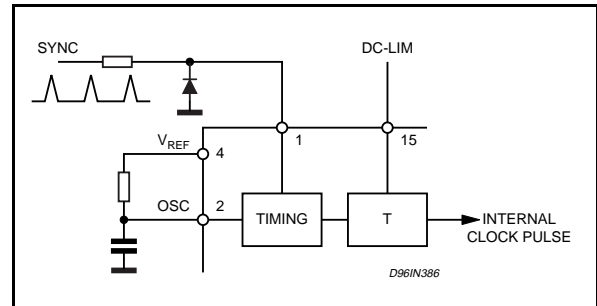 SYNC
DC-LIM
VREF
4
1
15
OSC
2
TIMING
T
INTERNAL
CLOCK PULSE
D96IN386